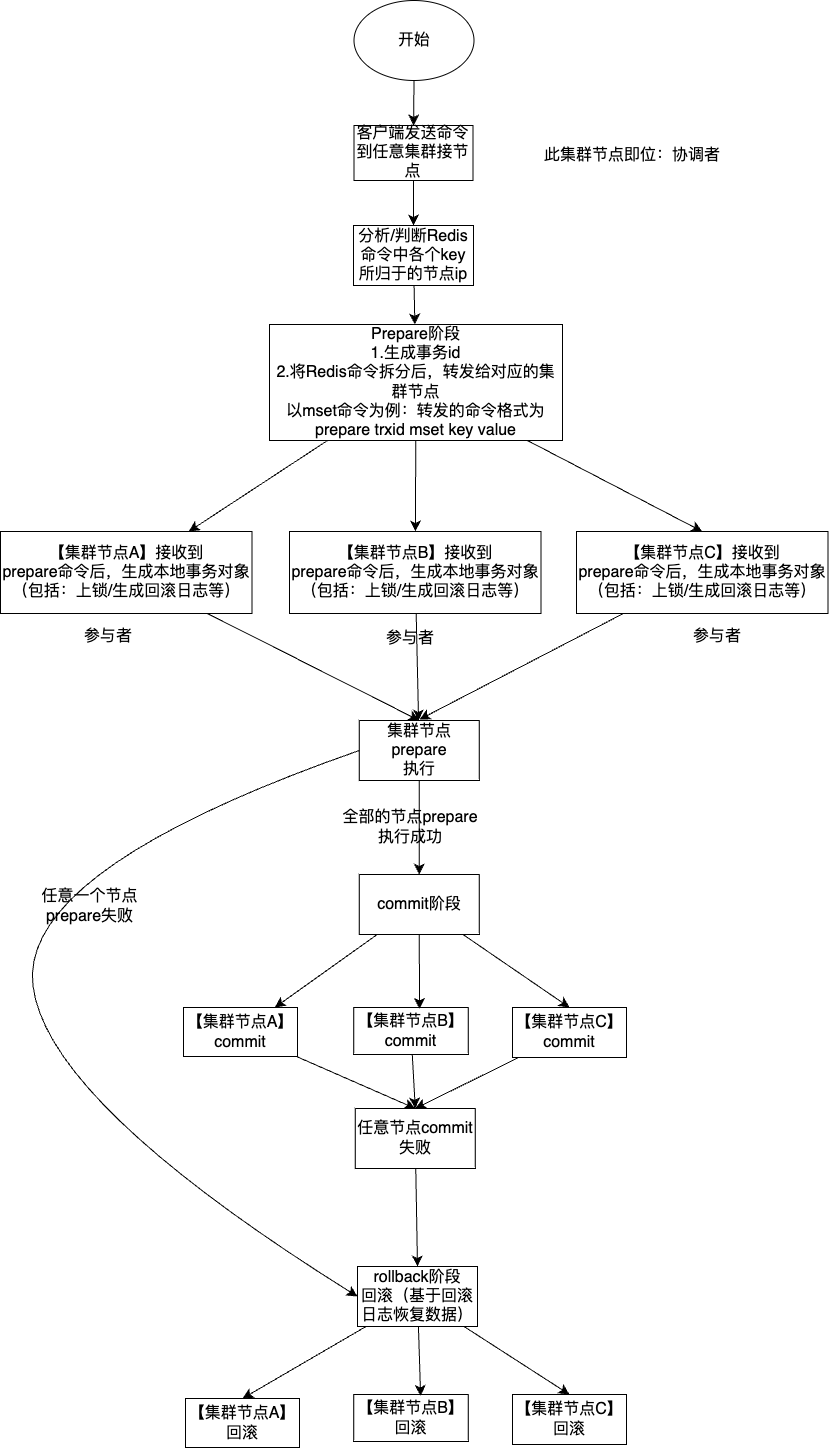 开始
客户端发送命令
到任意集群接节
点
此集群节点即位：协调者
分析/判断Redis
命令中各个key
所归于的节点ip
Prepare阶段
1.生成事务id
2.将Redis命令拆分后，转发给对应的集
群节点
以mset命令为例：转发的命令格式为
prepare trxid mset key value
【集群节点A】接收到
prepare命令后，生成本地事务对象
（包括：上锁/生成回滚日志等）
【集群节点B】接收到
prepare命令后，生成本地事务对象
（包括：上锁/生成回滚日志等）
【集群节点C】接收到
prepare命令后，生成本地事务对象
（包括：上锁/生成回滚日志等）
参与者
参与者
参与者
集群节点
prepare
执行
全部的节点prepare
执行成功
任意一个节点
prepare失败
commit阶段
【集群节点A】
commit
【集群节点B】
commit
【集群节点C】
commit
任意节点commit
失败
rollback阶段
回滚（基于回滚
日志恢复数据）
【集群节点A】
回滚
【集群节点B】
回滚
【集群节点C】
回滚